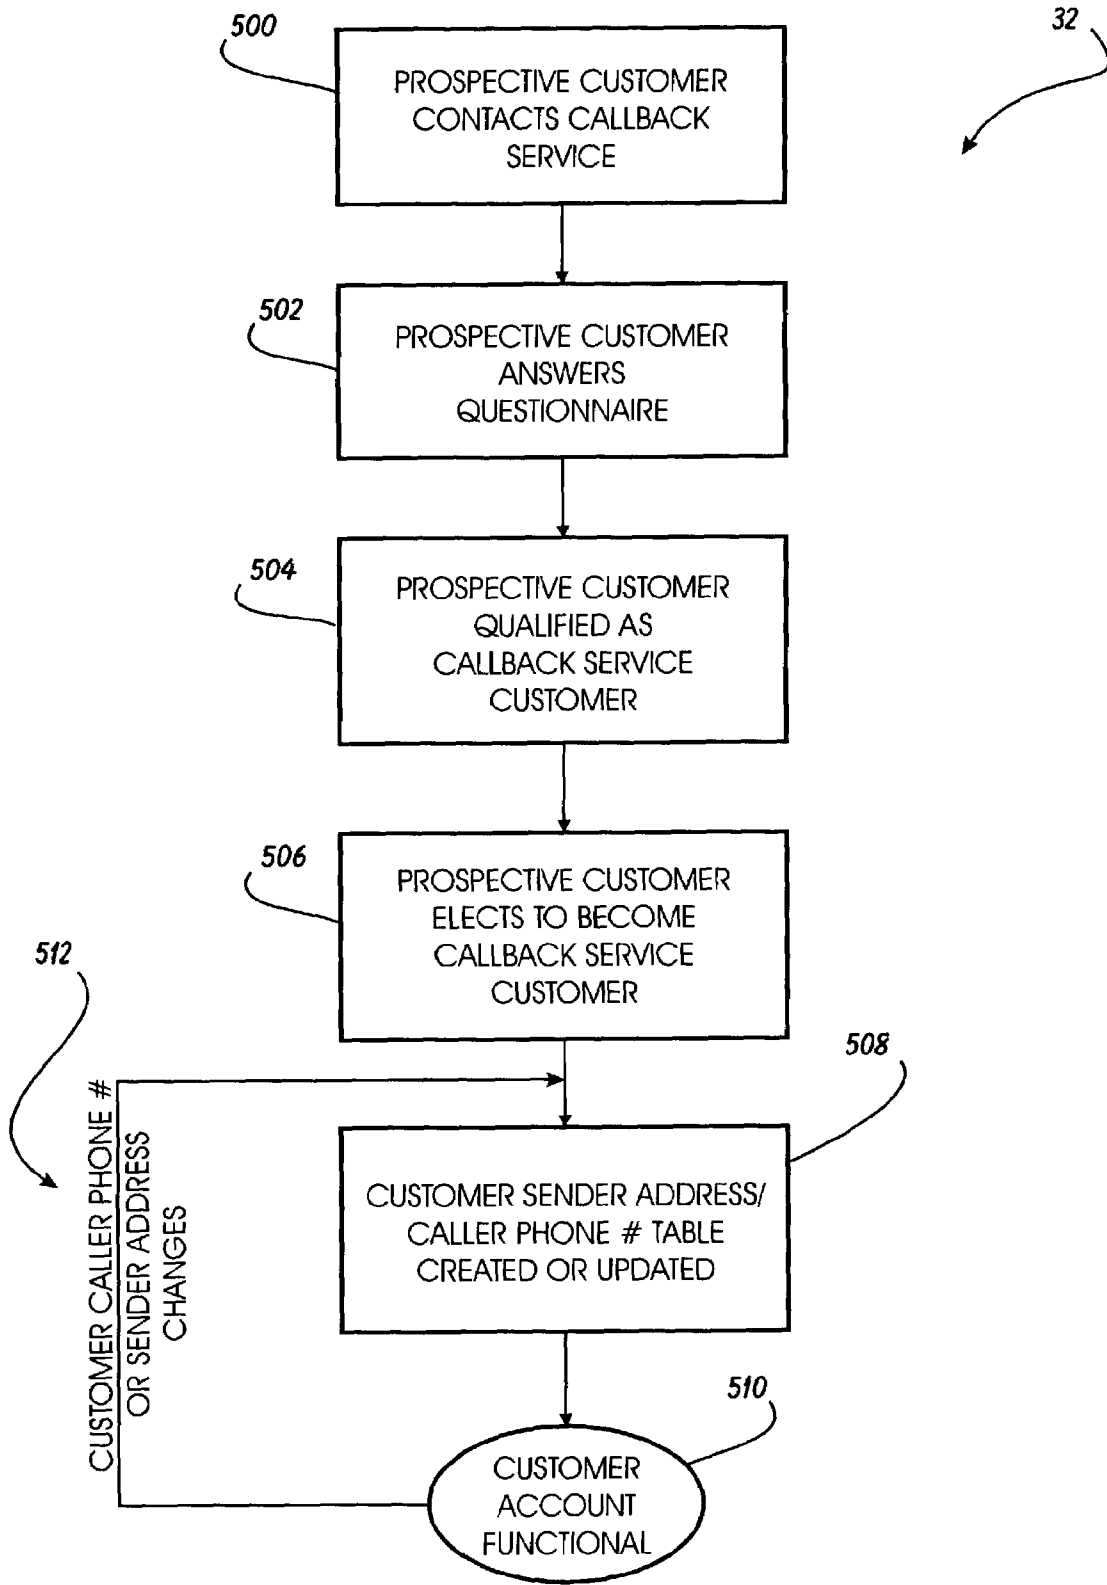 500
32
PROSPECTIVE CUSTOMER
CONTACTS CALLBACK
SERVICE
502
PROSPECTIVE CUSTOMER
ANSWERS
QUESTIONNAIRE
504
PROSPECTIVE CUSTOMER
QUALIFIED AS
CALLBACK SERVICE
CUSTOMER
506
PROSPECTIVE CUSTOMER
ELECTS TO BECOME
CALLBACK SERVICE
CUSTOMER
512
508
CUSTOMER CALLER PHONE #
OR SENDER ADDRESS
CHANGES
CUSTOMER SENDER ADDRESS/
CALLER PHONE # TABLE
CREATED OR UPDATED
510
CUSTOMER
ACCOUNT
FUNCTIONAL